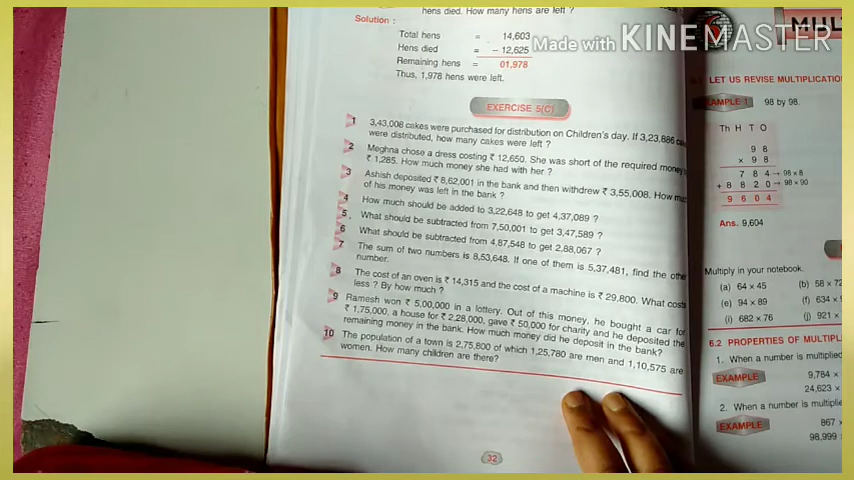 hens died. How many hens are left ?
Solution :
Total hens = 14,603
Hens died = - 12,625
Remaining hens = 01,978
Thus, 1,978 hens were left.
EXERCISE 5(C)
1 3,43,008 cakes were purchased for distribution on Children's day. If 3,23,886
were distributed, how many cakes were left ?
2 Meghna chose a dress costing ₹ 12,650. She was short of the required money
₹ 1,285. How much money she had with her ?
3 Ashish deposited ₹ 8,62,001 in the bank and then withdrew ₹ 3,55,008. How
of his money was left in the bank ?
4 How much should be added to 3,22,648 to get 4,37,089 ?
5. What should be subtracted from 7,50,001 to get 3,47,589 ?
6 What should be subtracted from 4,87,548 to get 2,88,067 ?
7 The sum of two numbers is 8,53,648. If one of them is 5,37,481, find the
number.
8 The cost of an oven is ₹ 14,315 and the cost of a machine is ₹ 29,800. What costs
less ? By how much ?
9 Ramesh won ₹ 5,00,000 in a lottery. Out of this money, he bought a car for
₹ 1,75,000, a house for ₹ 2,28,000, gave ₹ 50,000 for charity and he deposited the
remaining money in the bank. How much money did he deposit in the bank?
10 The population of a town is 2,75,800 of which 1,25,780 are men and 1,10,575 are
women. How many children are there?
32
Made with KINEMASTER
LET US REVISE MULTIPLICATIO
EXAMPLE 1 98 by 98.
Th H T O
9 8
× 9 8
7 8 4 → 98 × 8
+ 8 8 2 0 → 98 × 90
9 6 0 4
Ans. 9,604
Multiply in your notebook.
(a) 64 × 45 (b) 58 × 72
(e) 94 × 89 (f) 634 ×
(i) 682 × 76 (j) 921 ×
6.2 PROPERTIES OF MULTIPL
1. When a number is multiplied
EXAMPLE 9,784 ×
24,623 ×
2. When a number is multiplie
EXAMPLE 867 ×
98,999